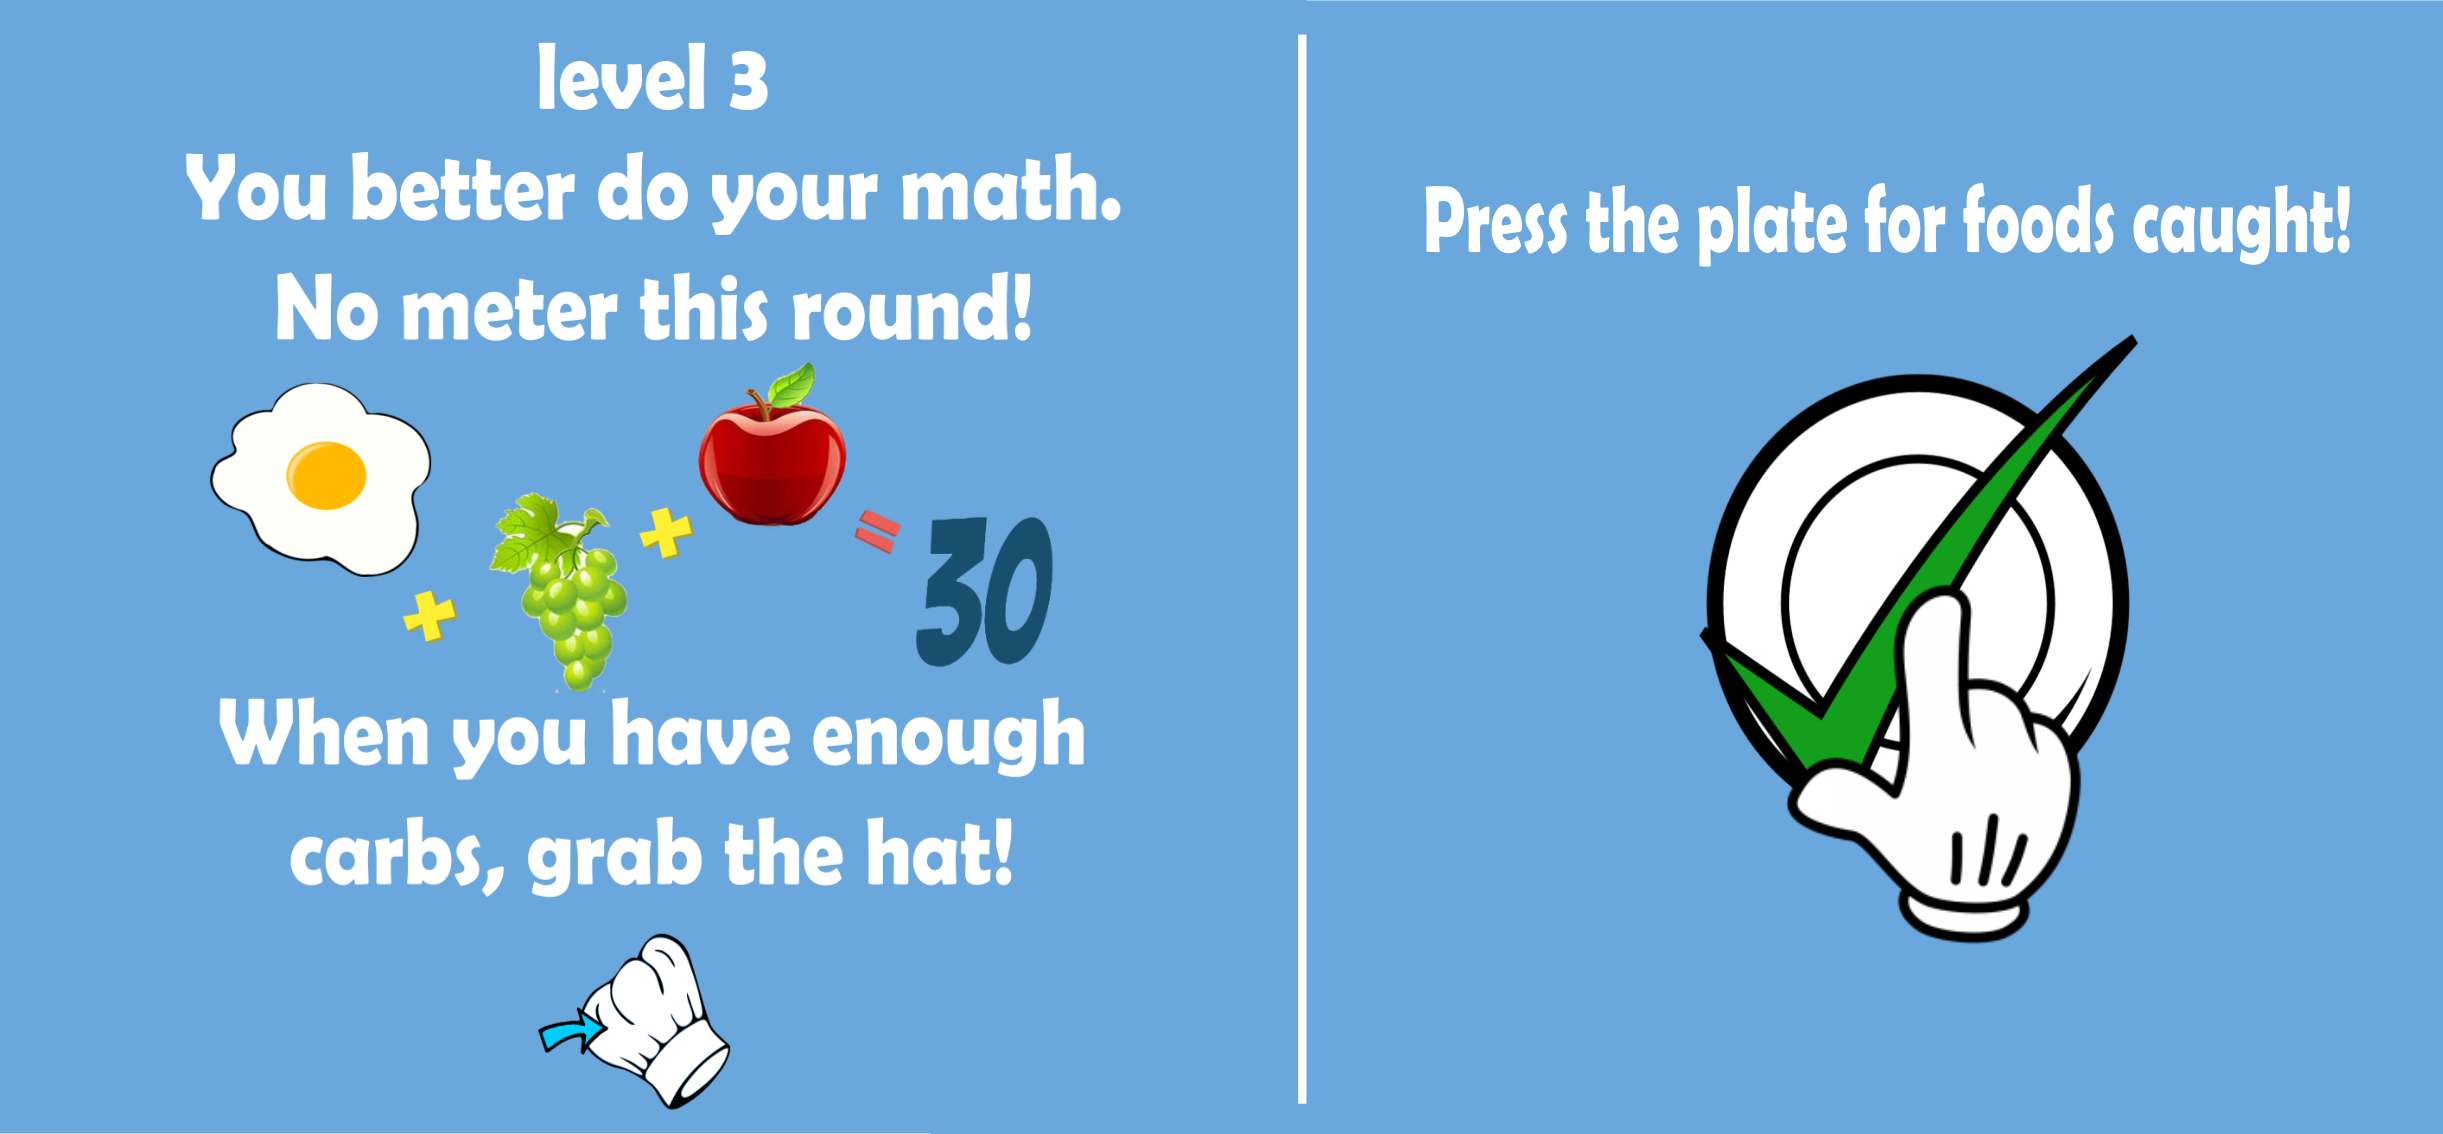 level 3
You better do your math.
No meter this round!
+ + = 30
When you have enough
carbs, grab the hat!
Press the plate for foods caught!